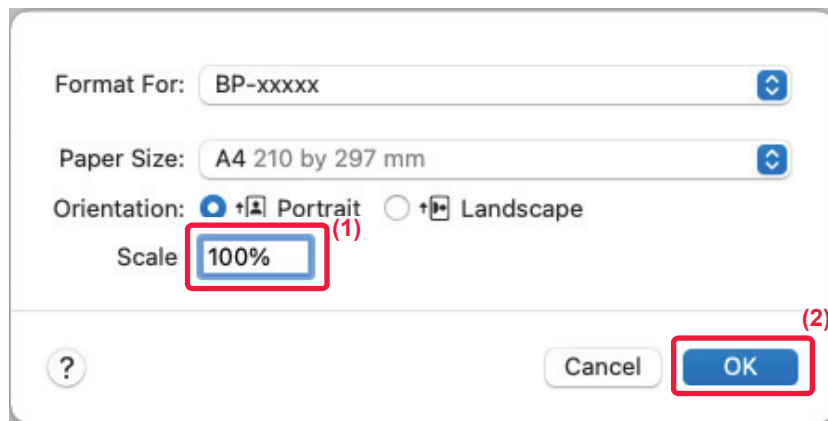 Format For: BP-xxxxx
Paper Size: A4 210 by 297 mm
Orientation: Portrait Landscape
(1)
Scale 100%
(2)
? Cancel OK